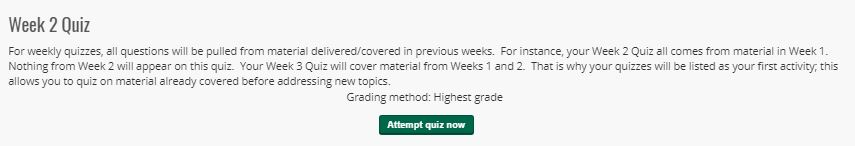 Week 2 Quiz
For weekly quizzes, all questions will be pulled from material delivered/covered in previous weeks.  For instance, your Week 2 Quiz all comes from material in Week 1.
Nothing from Week 2 will appear on this quiz.  Your Week 3 Quiz will cover material from Weeks 1 and 2.  That is why your quizzes will be listed as your first activity; this
allows you to quiz on material already covered before addressing new topics.
Grading method: Highest grade
Attempt quiz now